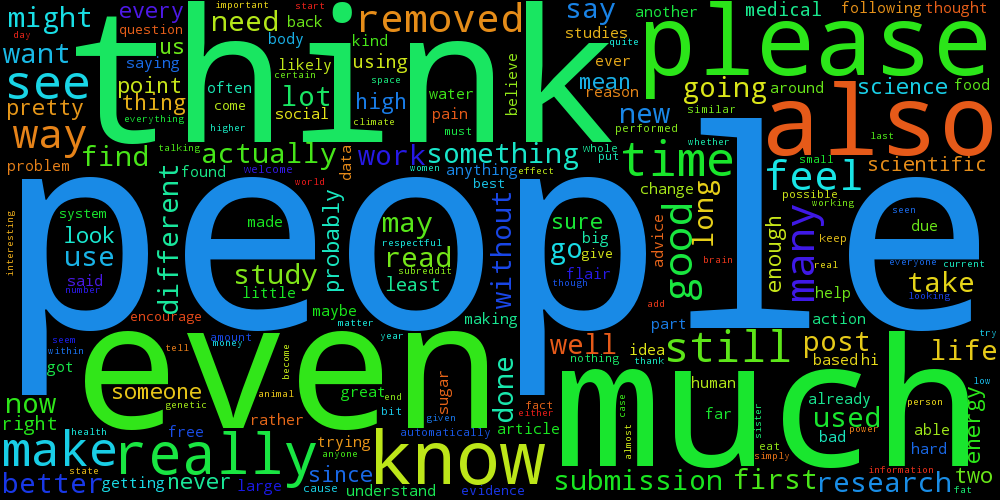 think
people
please
also
even
much
might
every
question
need
important
back
start
removed
say
another
medical
following
thought
day
want
us
saying
body
kind
likely
using
studies
ever
quite
see
point
certain
space
believe
mean
reason
going
around
science
food
pretty
thing
often
come
lot
social
high
water
pain
climate
must
new
similar
everything
higher
performed
way
last
talking
problem
find
found
actually
welcome
world
data
work
women
something
anything
effect
best
whole
put
time
whether
small
feel
scientific
change
possible
working
interesting
system
look
use
said
number
different
made
study
little
probably
may
respectful
read
subreddit
least
without
sure
go
big
give
flair
though
advice
good
long
brain
enough
many
keep
real
help
seen
due
take
everyone
current
looking
encourage
maybe
matter
making
add
part
action
seem
within
tell
got
amount
money
become
year
well
idea
nothing
thank
still
post
based
hi
life
try
low
now
right
someone
genetic
animal
great
end
bit
sugar
given
done
fact
either
article
human
case
almost
far
sister
eat
simply
already
used
bad
power
person
able
hard
energy
make
health
state
really
rather
free
trying
anyone
automatically
know
better
getting
never
large
since
cause
understand
evidence
submission
first
research
information
two
fat